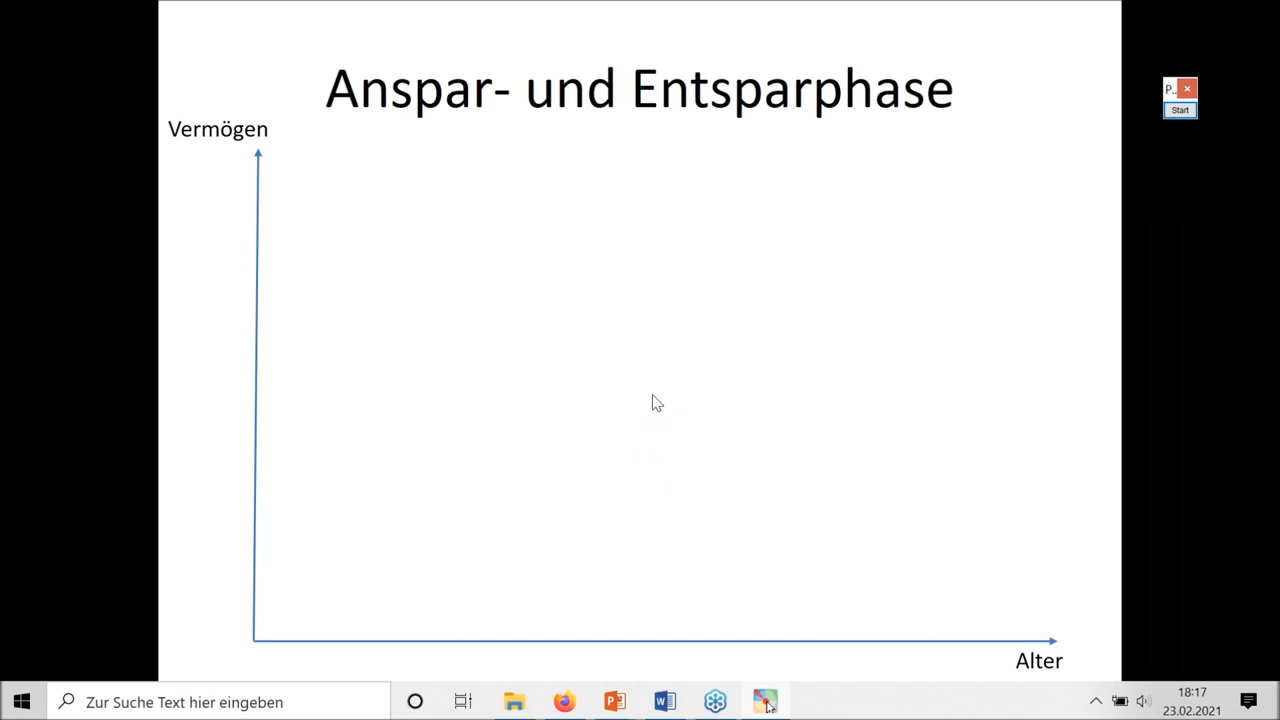 Anspar- und Entsparphase
Vermögen
P..
Start
Alter
Zur Suche Text hier eingeben
18:17
23.02.2021